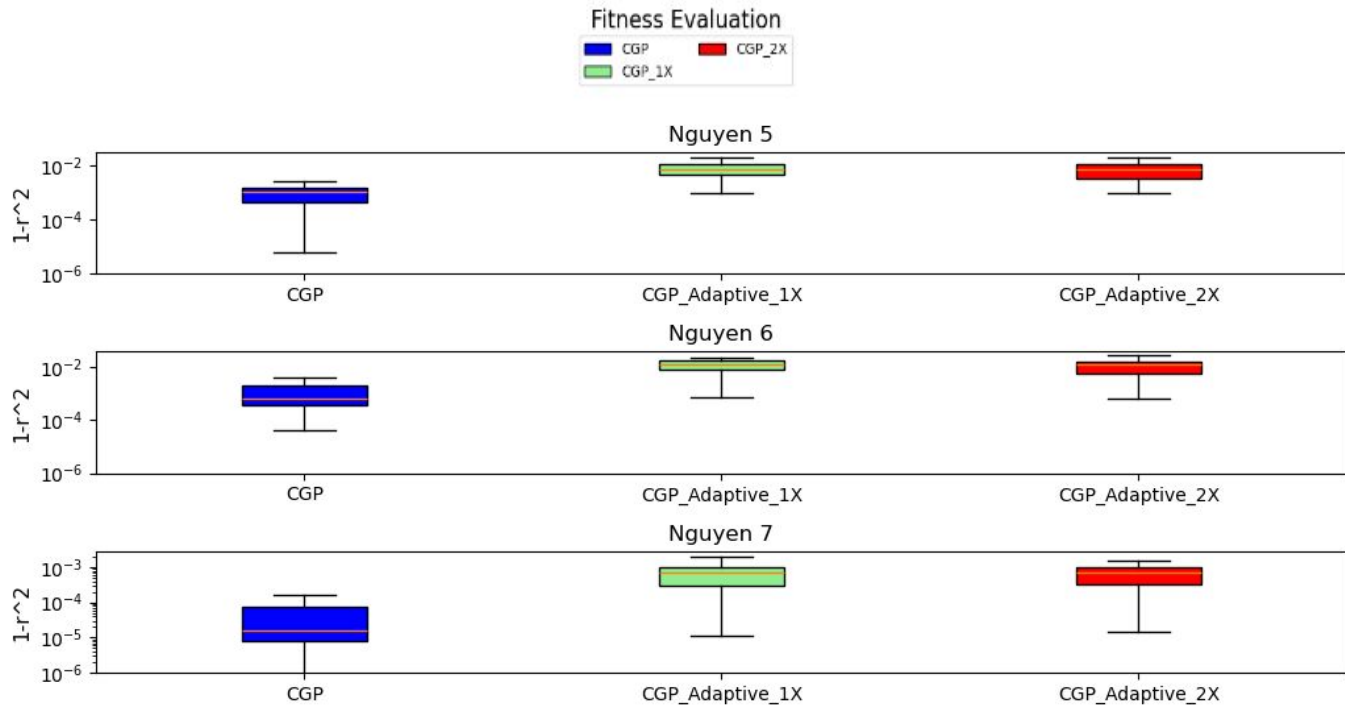 Fitness Evaluation
CGP CGP_2X
CGP_1X
Nguyen 5
1-r^2
10^-2
10^-4
10^-6
CGP CGP_Adaptive_1X CGP_Adaptive_2X
Nguyen 6
1-r^2
10^-2
10^-4
10^-6
CGP CGP_Adaptive_1X CGP_Adaptive_2X
Nguyen 7
1-r^2
10^-3
10^-4
10^-5
10^-6
CGP CGP_Adaptive_1X CGP_Adaptive_2X